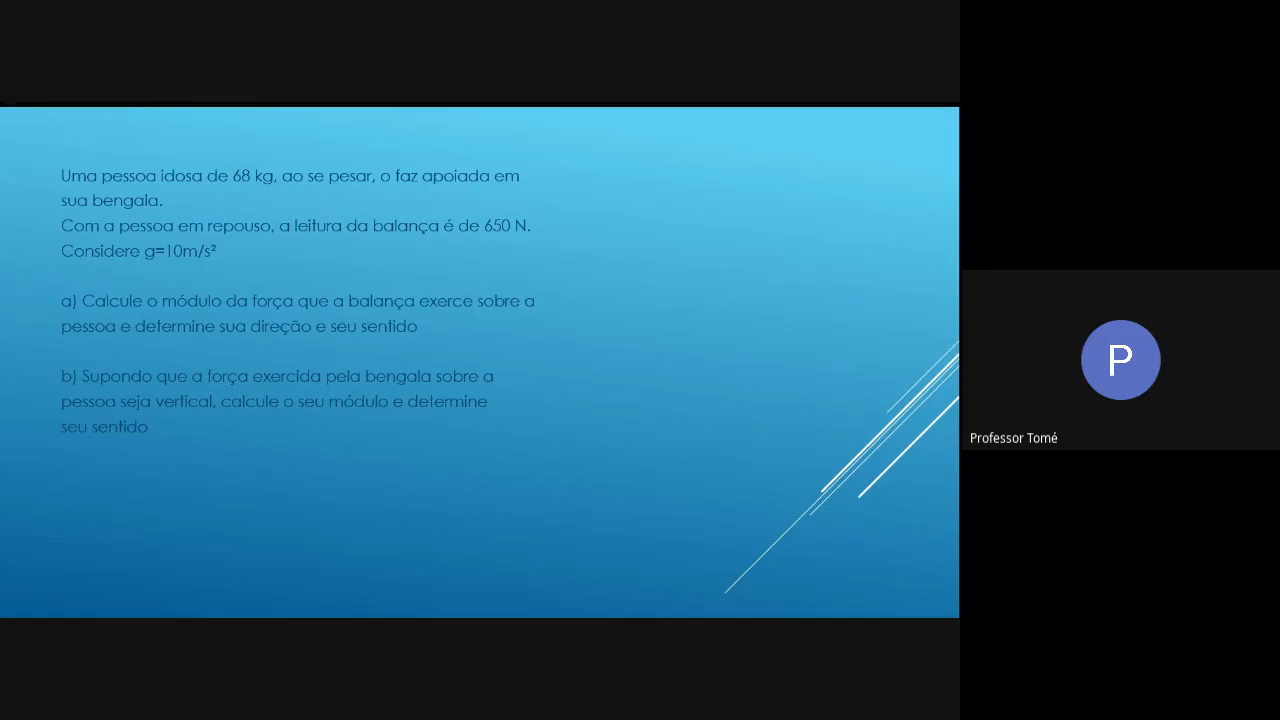 Uma pessoa idosa de 68 kg, ao se pesar, o faz apoiada em
sua bengala.
Com a pessoa em repouso, a leitura da balança é de 650 N.
Considere g=10m/s²
a) Calcule o módulo da força que a balança exerce sobre a
pessoa e determine sua direção e seu sentido
b) Supondo que a força exercida pela bengala sobre a
pessoa seja vertical, calcule o seu módulo e determine
seu sentido
P
Professor Tomé